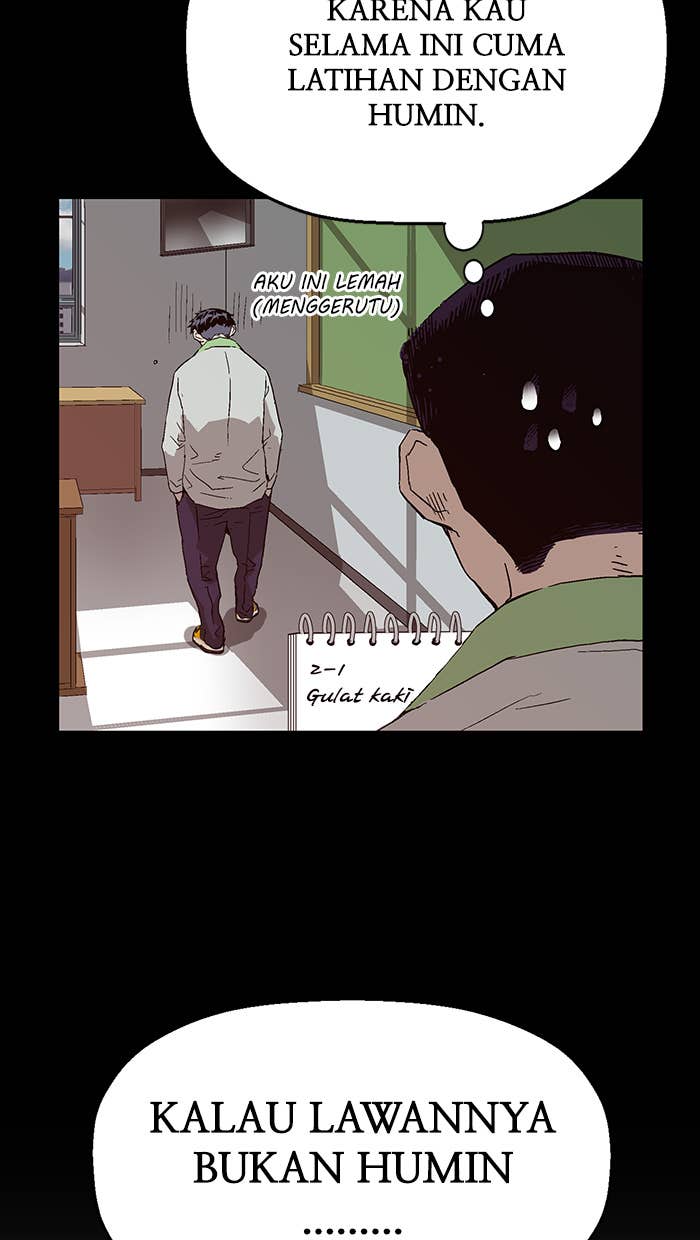 KARENA KAU
SELAMA INI CUMA
LATIHAN DENGAN
HUMIN.
AKU INI LEMAH
(MENGGERUTU)
2-1
Gulat kaki
KALAU LAWANNYA
BUKAN HUMIN
.........